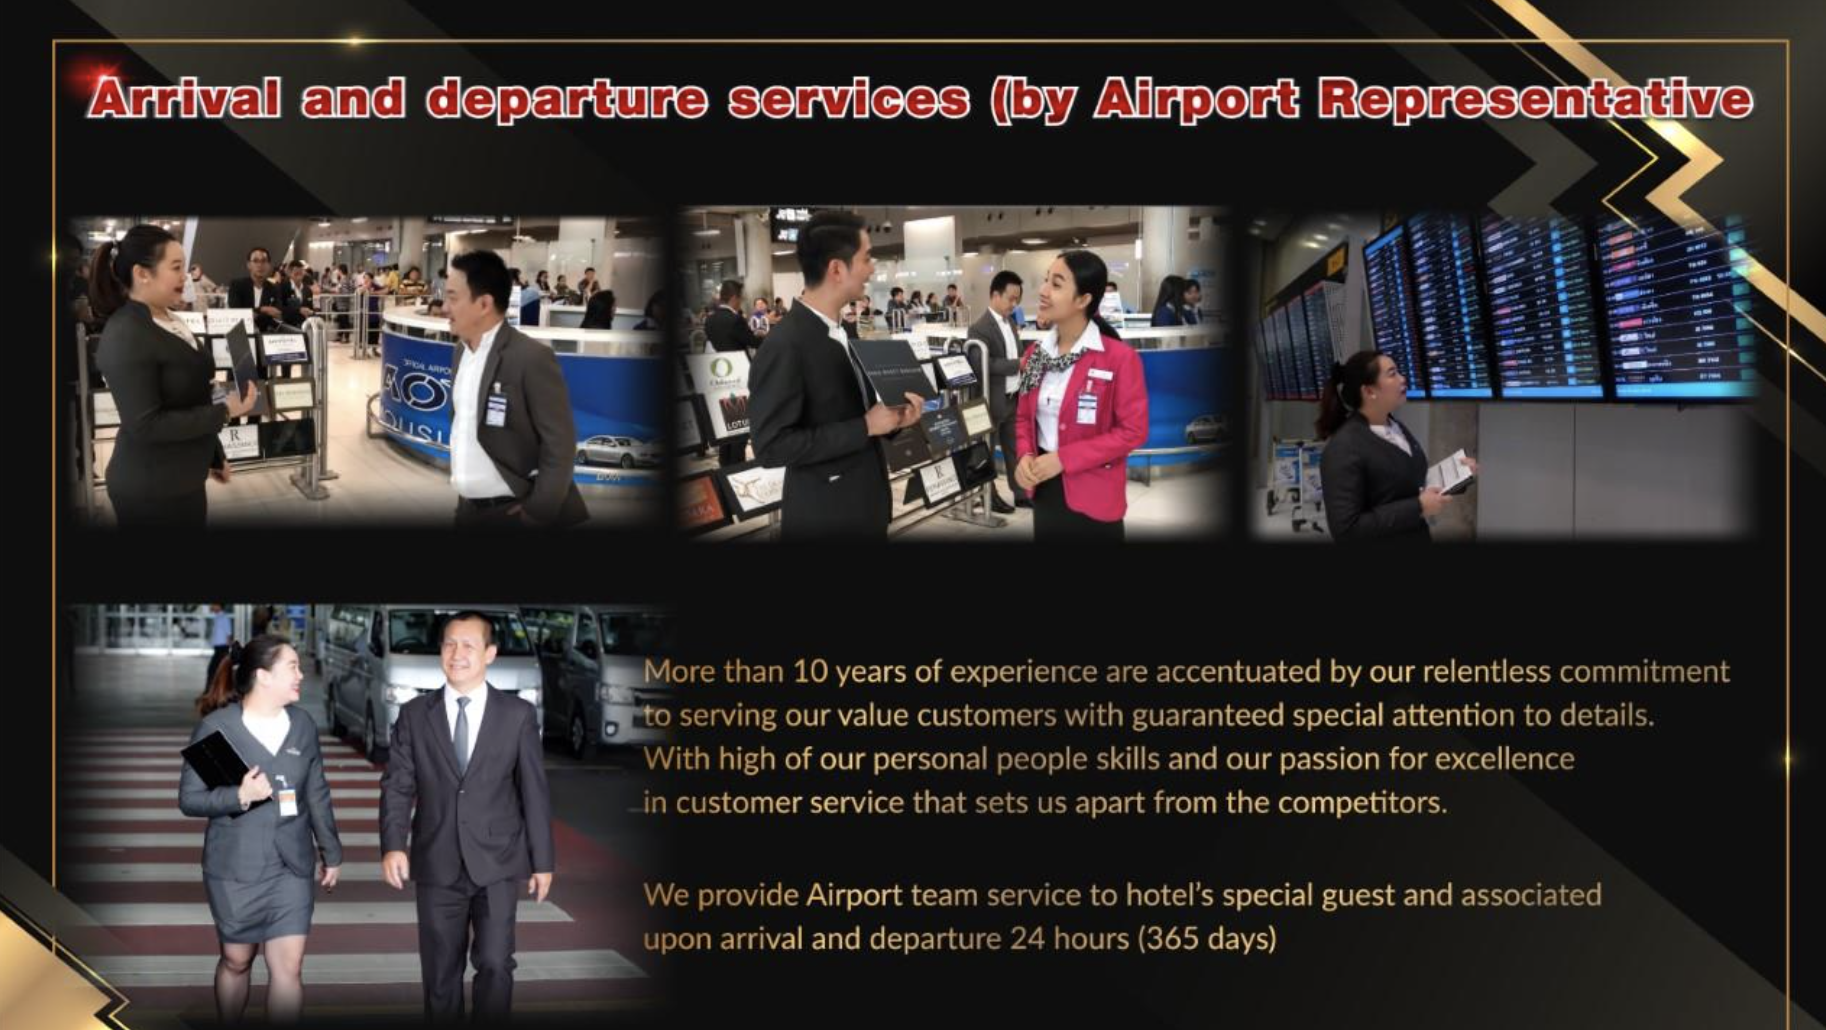 Arrival and departure services (by Airport Representative
OFFICIAL AIRPO
AOS
R
R
More than 10 years of experience are accentuated by our relentless commitment
to serving our value customers with guaranteed special attention to details.
With high of our personal people skills and our passion for excellence
in customer service that sets us apart from the competitors.
We provide Airport team service to hotel's special guest and associated
upon arrival and departure 24 hours (365 days)